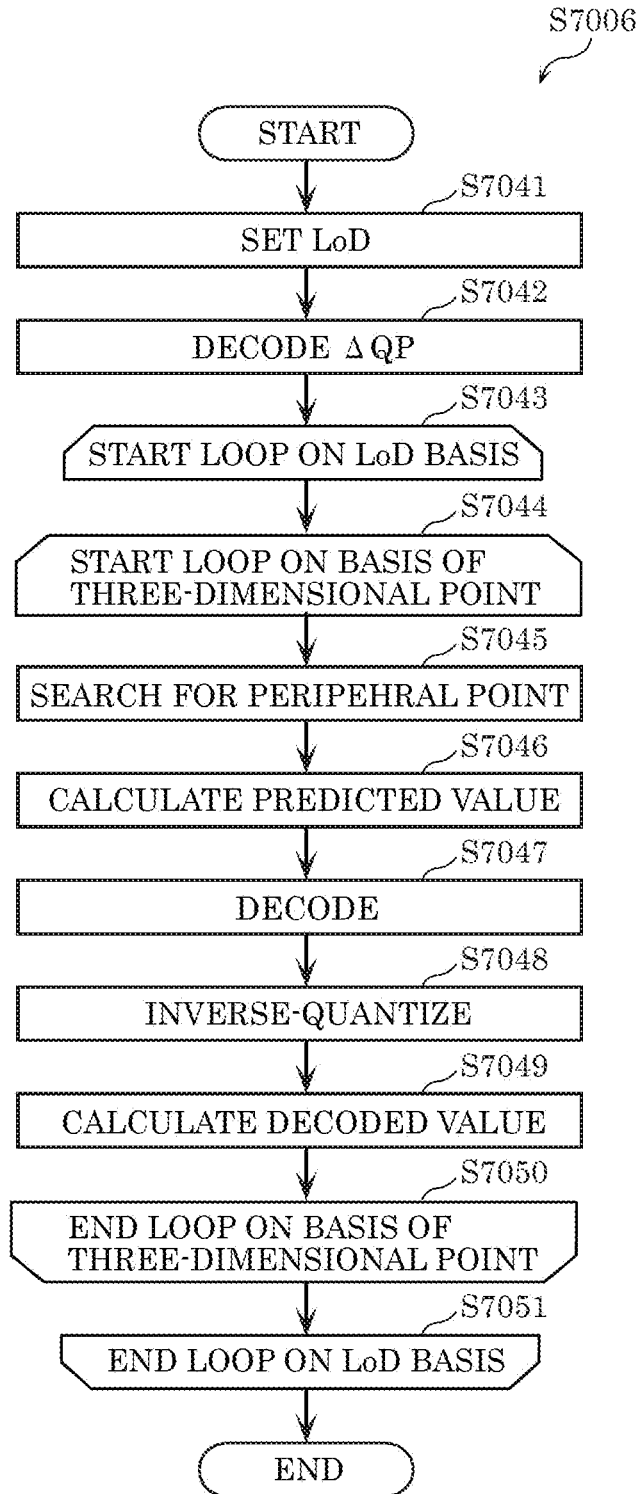 S7006
START
S7041
SET LoD
S7042
DECODE Δ QP
S7043
START LOOP ON LoD BASIS
S7044
START LOOP ON BASIS OF
THREE-DIMENSIONAL POINT
S7045
SEARCH FOR PERIPEHRAL POINT
S7046
CALCULATE PREDICTED VALUE
S7047
DECODE
S7048
INVERSE-QUANTIZE
S7049
CALCULATE DECODED VALUE
S7050
END LOOP ON BASIS OF
THREE-DIMENSIONAL POINT
S7051
END LOOP ON LoD BASIS
END